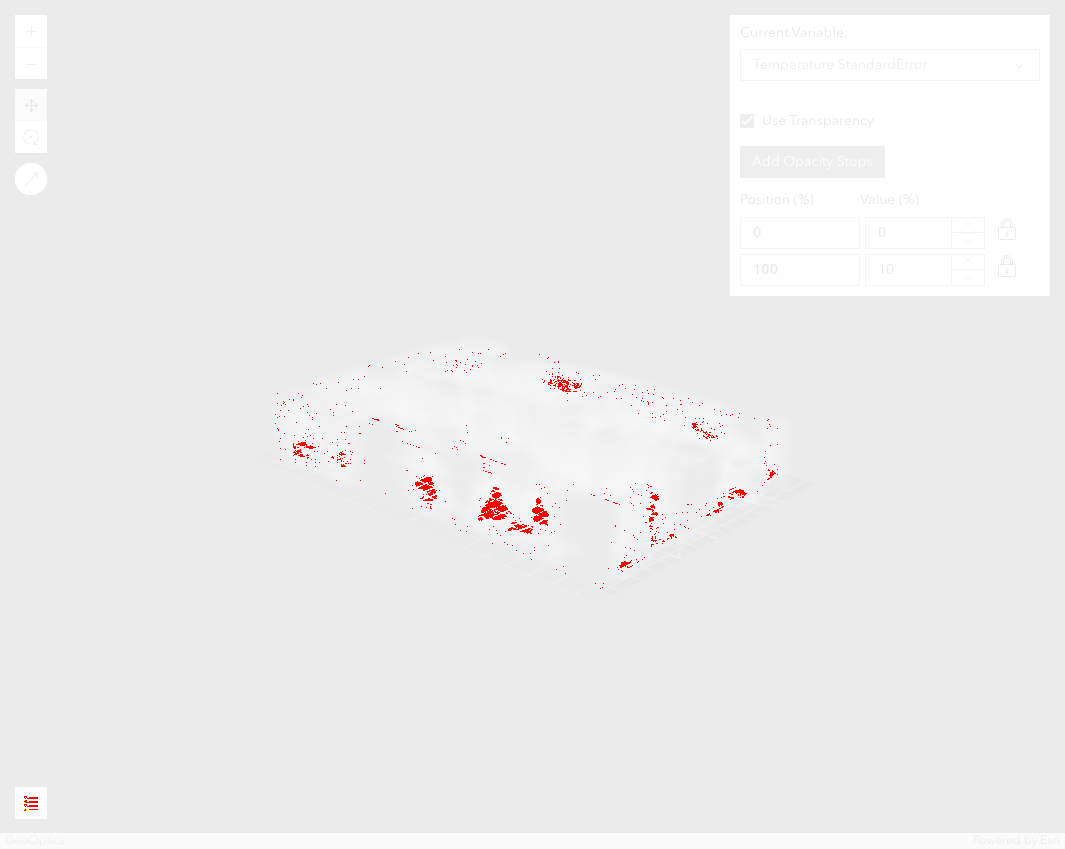 Current Variable:
Temperature StandardError
Use Transparency
Add Opacity Stops
Position (%) Value (%)
0 0
100 10
GeoOptics Powered by Esri